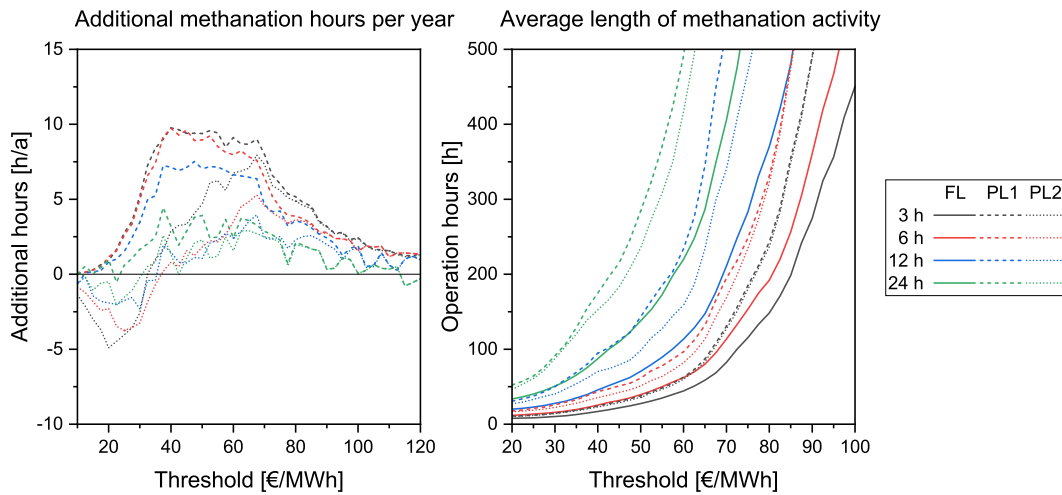 Additional methanation hours per year
Additional hours [h/a]
15
10
5
0
-5
-10
20
40
60
80
100
120
Threshold [€/MWh]
Average length of methanation activity
Operation hours [h]
500
400
300
200
100
0
20
30
40
50
60
70
80
90
100
Threshold [€/MWh]
FL PL1 PL2
3 h
6 h
12 h
24 h